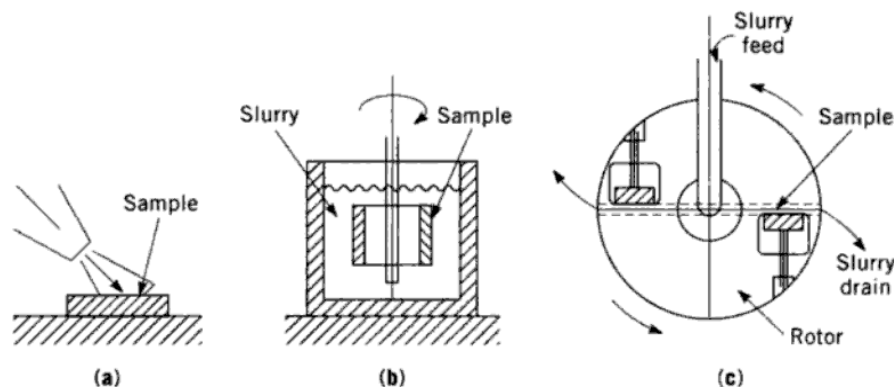 Sample
(a)
Slurry
Sample
(b)
Slurry
feed
Sample
Slurry
drain
Rotor
(c)